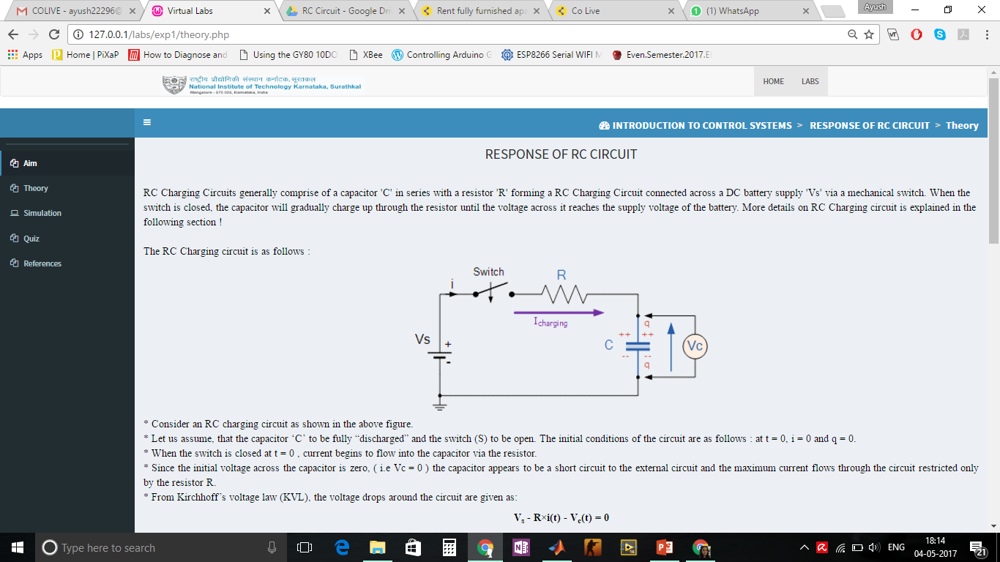 COLIVE - ayush22296@
Virtual Labs
RC Circuit - Google Dri
Rent fully furnished apa
Co Live
(1) WhatsApp
Ayush
127.0.0.1/labs/exp1/theory.php
Apps
Home | PiXaP
How to Diagnose and
Using the GY80 10DO
XBee
Controlling Arduino G
ESP8266 Serial WIFI M
Even.Semester.2017.E
राष्ट्रीय प्रौद्योगिकी संस्थान कर्नाटक, सूरतकल
National Institute of Technology Karnataka, Surathkal
Mangalore - 575 025, Karnataka, India
HOME
LABS
INTRODUCTION TO CONTROL SYSTEMS > RESPONSE OF RC CIRCUIT > Theory
Aim
Theory
Simulation
Quiz
References
RESPONSE OF RC CIRCUIT
RC Charging Circuits generally comprise of a capacitor 'C' in series with a resistor 'R' forming a RC Charging Circuit connected across a DC battery supply 'Vs' via a mechanical switch. When the
switch is closed, the capacitor will gradually charge up through the resistor until the voltage across it reaches the supply voltage of the battery. More details on RC Charging circuit is explained in the
following section !
The RC Charging circuit is as follows :
Switch
R
i
Icharging
Vs
+
-
C
q
++ ++
-- --
q
Vc
* Consider an RC charging circuit as shown in the above figure.
* Let us assume, that the capacitor ‘C’ to be fully “discharged” and the switch (S) to be open. The initial conditions of the circuit are as follows : at t = 0, i = 0 and q = 0.
* When the switch is closed at t = 0 , current begins to flow into the capacitor via the resistor.
* Since the initial voltage across the capacitor is zero, ( i.e Vc = 0 ) the capacitor appears to be a short circuit to the external circuit and the maximum current flows through the circuit restricted only
by the resistor R.
* From Kirchhoff’s voltage law (KVL), the voltage drops around the circuit are given as:
Vs - R×i(t) - Vc(t) = 0
Type here to search
ENG
18:14
04-05-2017
21